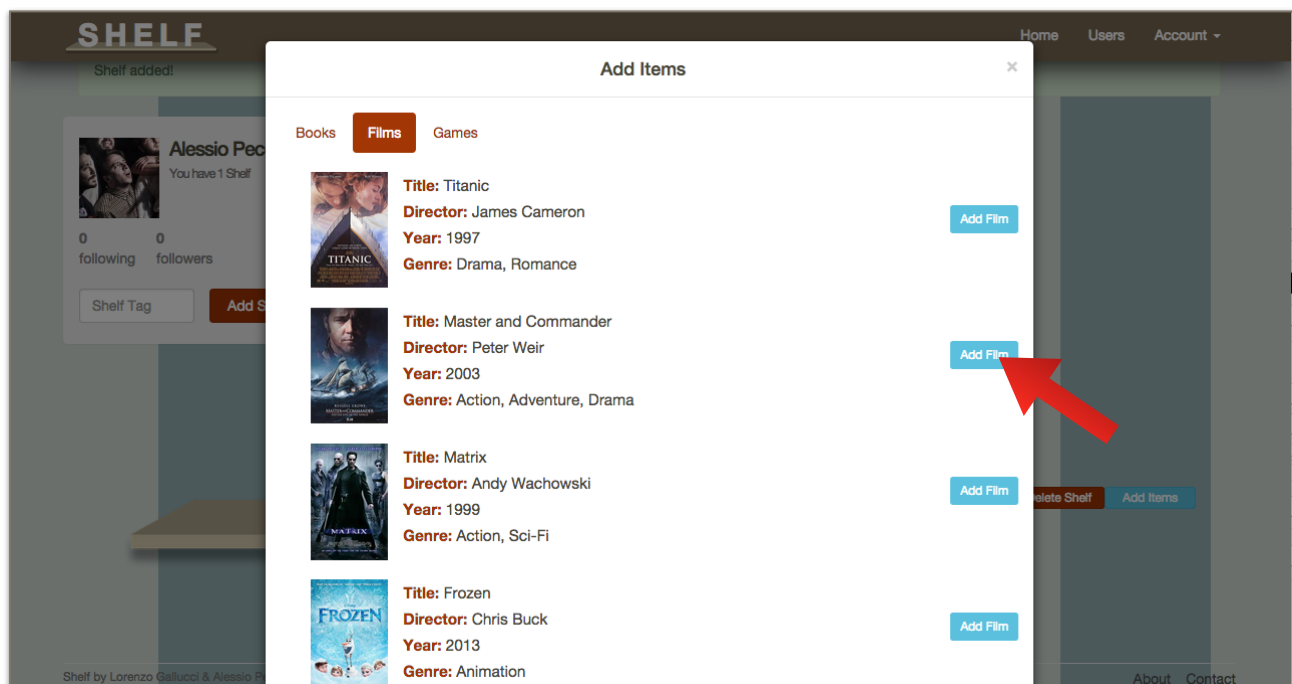 SHELF
Home Users Account
Shelf added!
Add Items
×
Books Films Games
Alessio Pec
You have 1 Shelf
0 0
following followers
Shelf Tag Add S
TITANIC
Title: Titanic
Director: James Cameron
Year: 1997
Genre: Drama, Romance
Add Film
Title: Master and Commander
Director: Peter Weir
Year: 2003
Genre: Action, Adventure, Drama
Add Film
MATRIX
Title: Matrix
Director: Andy Wachowski
Year: 1999
Genre: Action, Sci-Fi
Add Film
elete Shelf Add Items
FROZEN
Title: Frozen
Director: Chris Buck
Year: 2013
Genre: Animation
Add Film
Shelf by Lorenzo Gallucci & Alessio Pe
About Contact